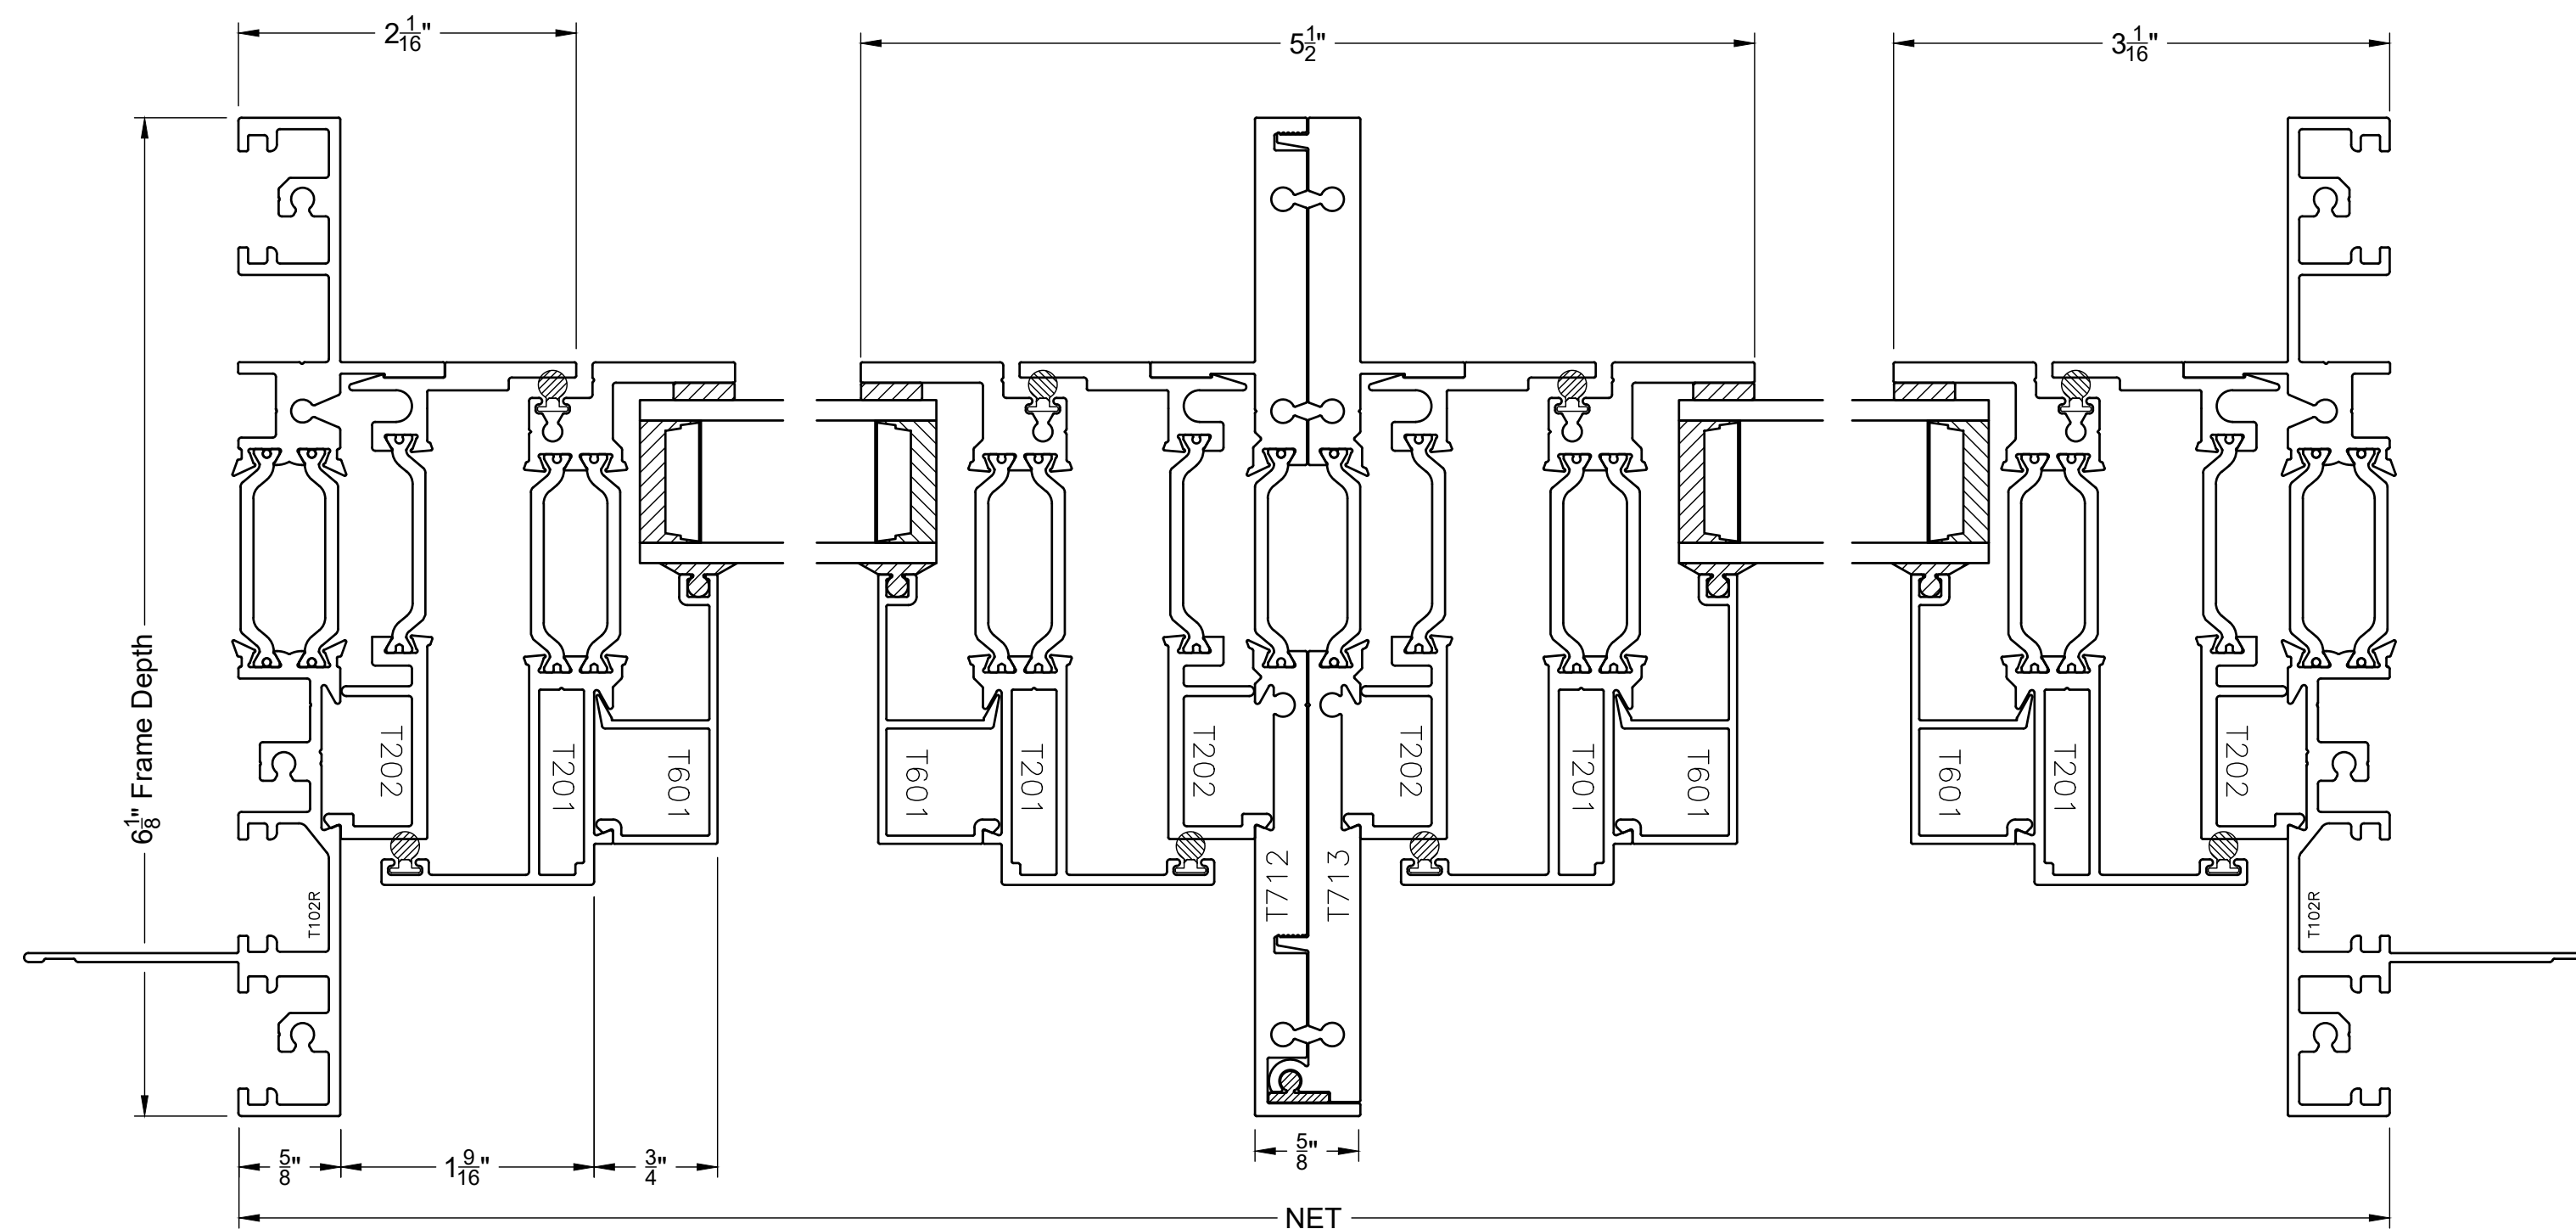 2 1/16"
5 1/2"
3 1/16"
6 1/8" Frame Depth
T202
T201
T601
T601
T201
T202
T202
T201
T601
T601
T201
T202
T102R
T712
T713
T102R
5/8"
1 9/16"
3/4"
5/8"
NET